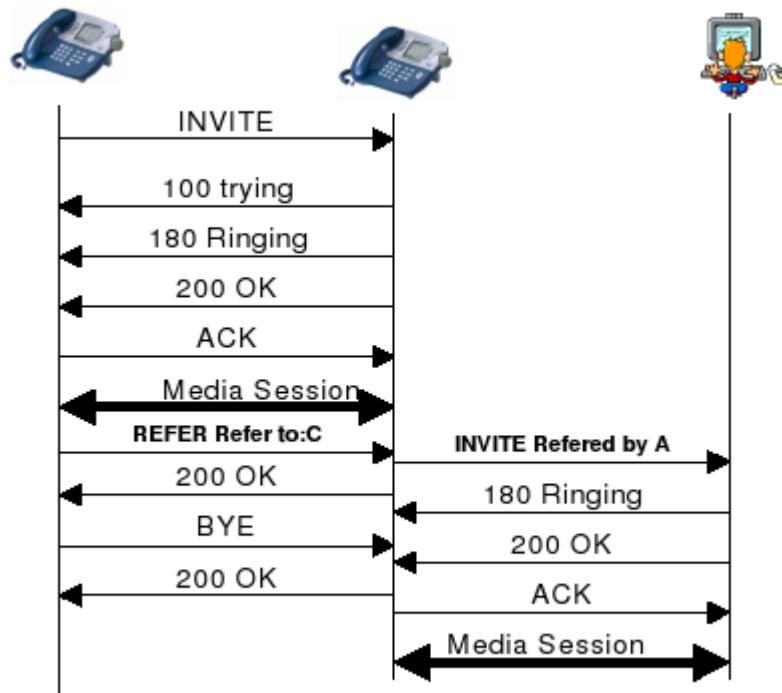 INVITE
100 trying
180 Ringing
200 OK
ACK
Media Session
REFER Refer to:C
INVITE Refered by A
200 OK
180 Ringing
BYE
200 OK
200 OK
ACK
Media Session